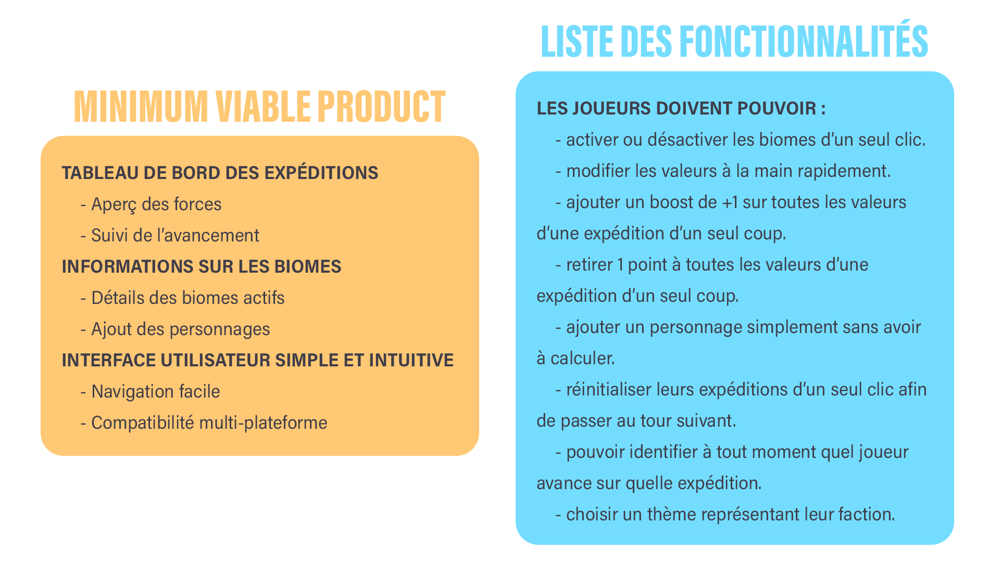 MINIMUM VIABLE PRODUCT
TABLEAU DE BORD DES EXPÉDITIONS
- Aperç des forces
- Suivi de l’avancement
INFORMATIONS SUR LES BIOMES
- Détails des biomes actifs
- Ajout des personnages
INTERFACE UTILISATEUR SIMPLE ET INTUITIVE
- Navigation facile
- Compatibilité multi-plateforme
LISTE DES FONCTIONNALITÉS
LES JOUEURS DOIVENT POUVOIR :
- activer ou désactiver les biomes d’un seul clic.
- modifier les valeurs à la main rapidement.
- ajouter un boost de +1 sur toutes les valeurs
d’une expédition d’un seul coup.
- retirer 1 point à toutes les valeurs d’une
expédition d’un seul coup.
- ajouter un personnage simplement sans avoir
à calculer.
- réinitialiser leurs expéditions d’un seul clic afin
de passer au tour suivant.
- pouvoir identifier à tout moment quel joueur
avance sur quelle expédition.
- choisir un thème représentant leur faction.